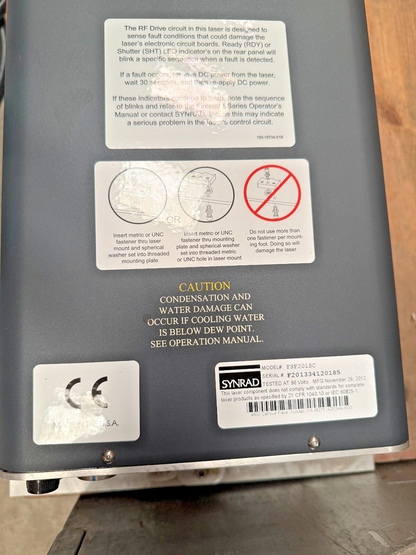 The RF Drive circuit in this laser is designed to
sense fault conditions that could damage the
laser's electronic circuit boards. Ready (RDY) or
Shutter (SHT) LED indicator's on the rear panel will
blink a specific sequence when a fault is detected.
If a fault occurs, remove DC power from the laser,
wait 30 seconds and then re-apply DC power.
If these indicators continue to flash, note the sequence
of blinks and refer to the Firestar f Series Operator's
Manual or contact SYNRAD, Inc. as this may indicate
a serious problem in the laser's control circuit.
OR
Insert metric or UNC
fastener thru laser
mount and spherical
washer set into threaded
mounting plate
Insert metric or UNC
fastener thru mounting
plate and spherical washer
set into threaded metric
or UNC hole in laser mount
Do not use more than
one fastener per moun-
ting foot. Doing so will
damage the laser
CAUTION
CONDENSATION AND
WATER DAMAGE CAN
OCCUR IF COOLING WATER
IS BELOW DEW POINT.
SEE OPERATION MANUAL.
CE
U.S.A.
SYNRAD
MODEL#:
SERIAL#: F201334120185
TESTED AT 96 Volts - MFG November 29, 2012
This laser component does not comply with standards for complete
laser products as specified by 21 CFR 1040.10 or IEC 60825-1.